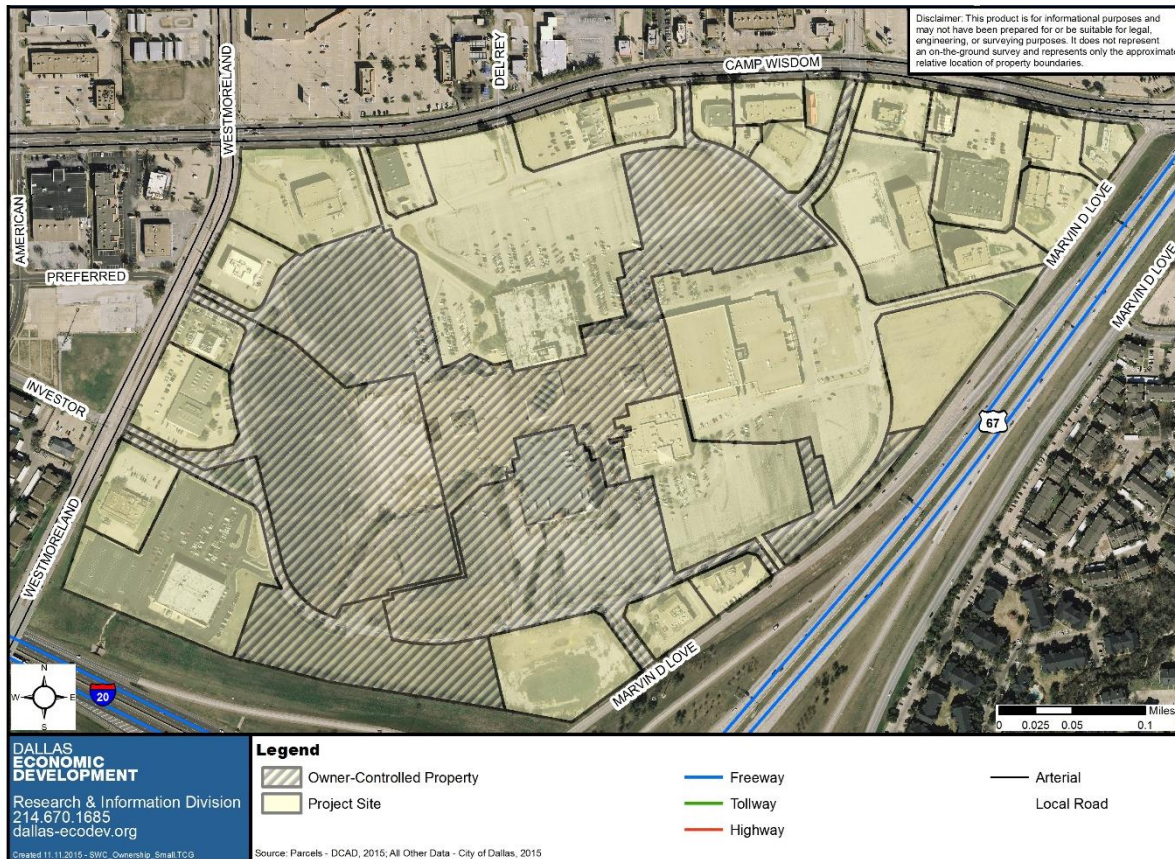 Disclaimer: This product is for informational purposes and
may not have been prepared for or be suitable for legal,
engineering, or surveying purposes. It does not represent
an on-the-ground survey and represents only the approximate
relative location of property boundaries.
CAMP WISDOM
DEL REY
WESTMORELAND
AMERICAN
PREFERRED
INVESTOR
WESTMORELAND
MARVIN D LOVE
MARVIN D LOVE
67
MARVIN D LOVE
20
N
W E
S
Miles
0 0.025 0.05 0.1
DALLAS
ECONOMIC
DEVELOPMENT
Research & Information Division
214.670.1685
dallas-ecodev.org
Created 11.11.2015 - SWC_Ownership_Small.TCG
Legend
Owner-Controlled Property
Project Site
Freeway
Tollway
Highway
Arterial
Local Road
Source: Parcels - DCAD, 2015; All Other Data - City of Dallas, 2015